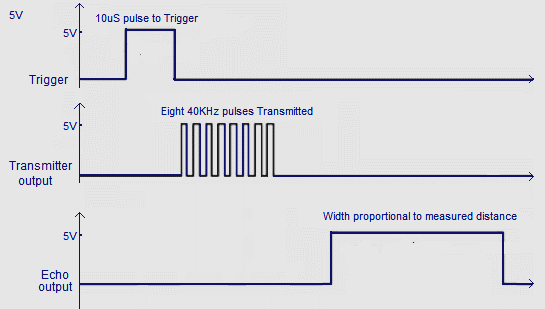 5V
10uS pulse to Trigger
5V
Trigger
Eight 40KHz pulses Transmitted
5V
Transmitter
output
Width proportional to measured distance
5V
Echo
output